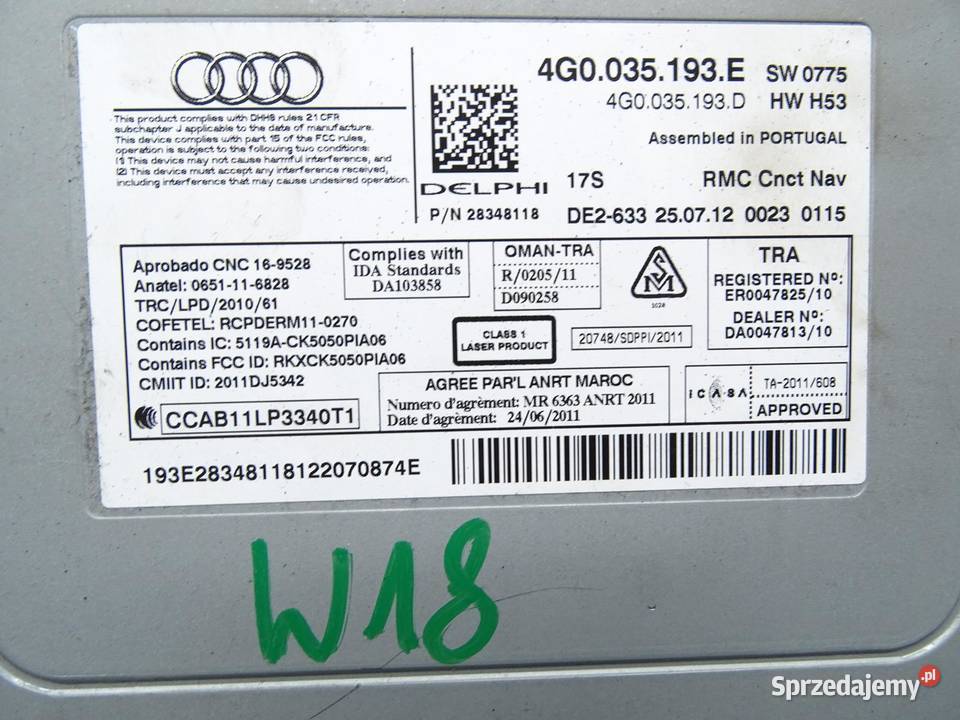 This product complies with DHHS rules 21 CFR
subchapter J applicable to the date of manufacture.
This device complies with part 15 of the FCC rules,
operation is subject to the following two conditions:
(1) This device may not cause harmful interference, and
(2) This device must accept any interference received,
including interference that may cause undesired operation.
4G0.035.193.E SW 0775
4G0.035.193.D HW H53
Assembled in PORTUGAL
DELPHI 17S RMC Cnct Nav
P/N 28348118 DE2-633 25.07.12 0023 0115
Aprobado CNC 16-9528
Anatel: 0651-11-6828
TRC/LPD/2010/61
COFETEL: RCPDERM11-0270
Contains IC: 5119A-CK5050PIA06
Contains FCC ID: RKXCK5050PIA06
CMIIT ID: 2011DJ5342
CCAB11LP3340T1
Complies with
IDA Standards
DA103858
OMAN-TRA
R/0205/11
D090258
SM
1024
TRA
REGISTERED Nº:
ER0047825/10
DEALER Nº:
DA0047813/10
CLASS 1
LASER PRODUCT
20748/SDPPI/2011
AGREE PAR'L ANRT MAROC
Numero d'agrément: MR 6363 ANRT 2011
Date d'agrément: 24/06/2011
ICASA
TA-2011/608
APPROVED
193E28348118122070874E
W18
Sprzedajemy.pl